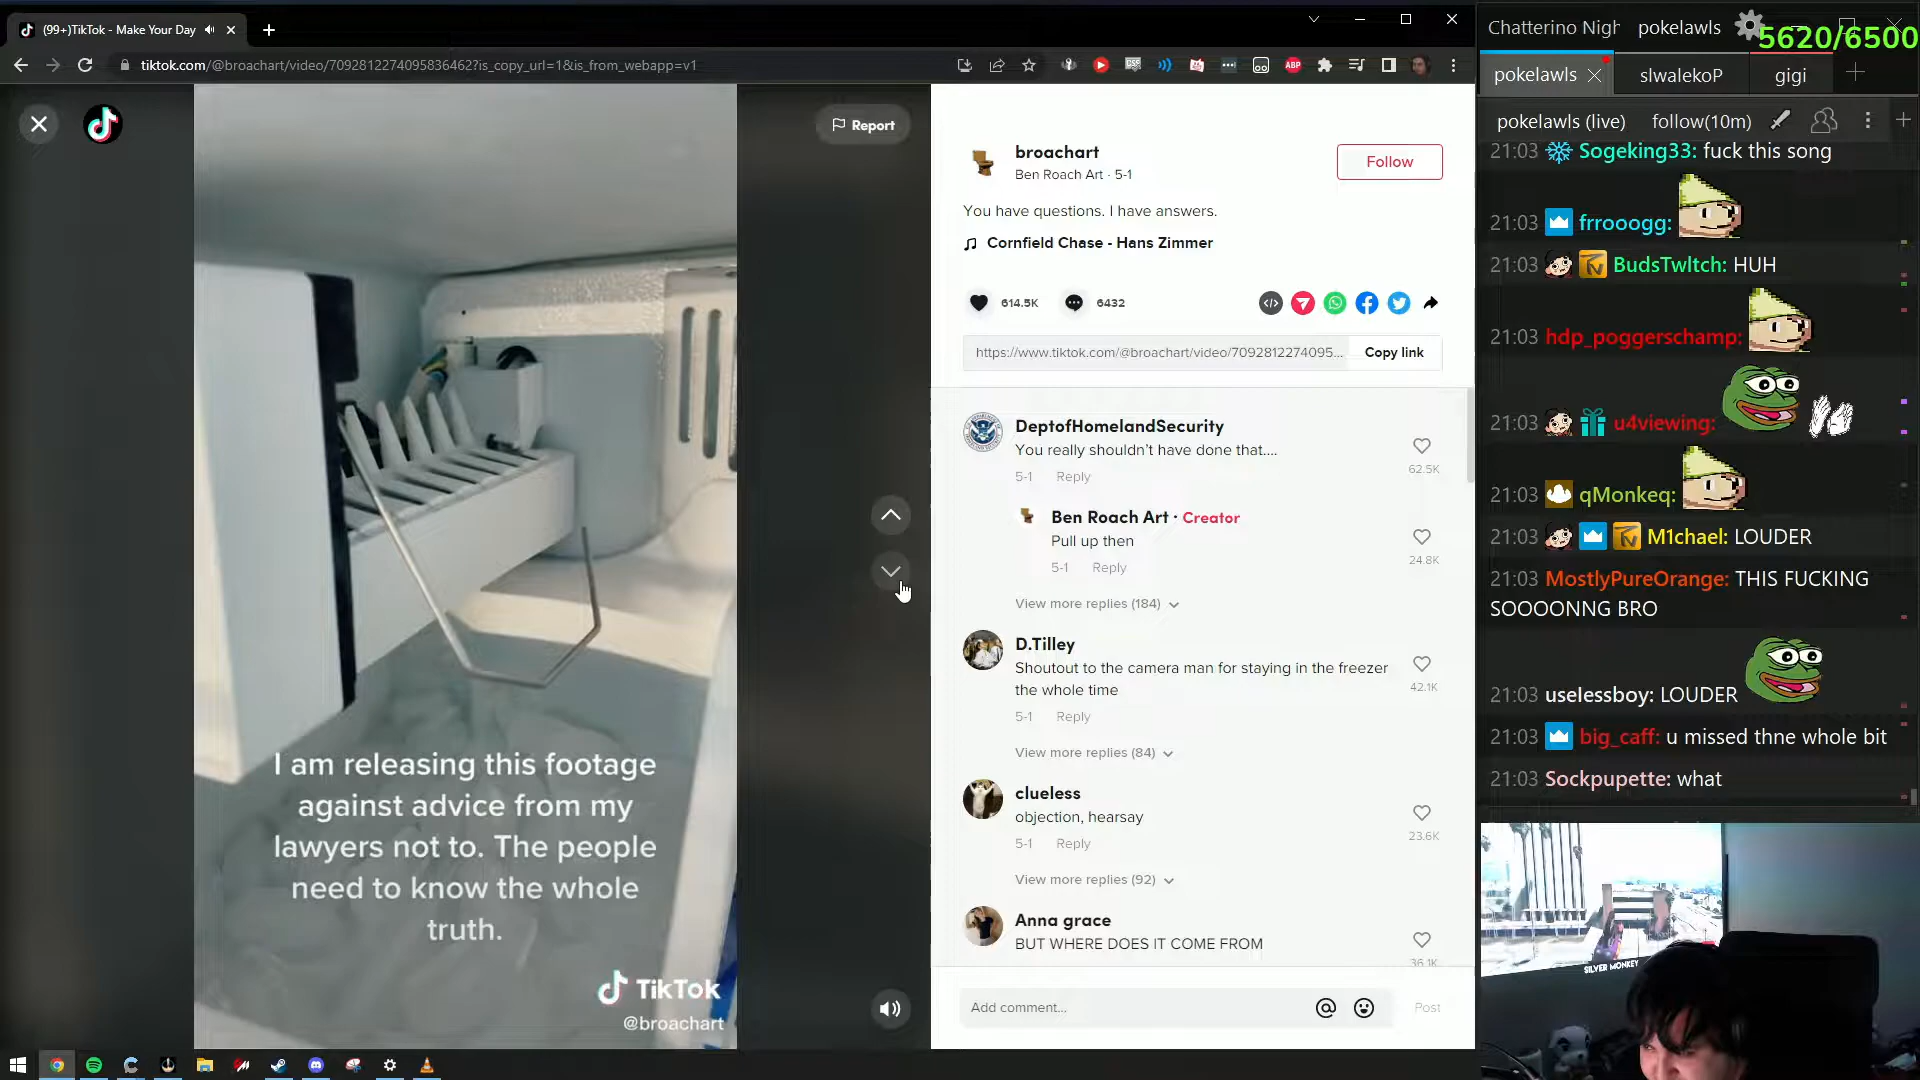 (99+)TikTok - Make Your Day
tiktok.com/@broachart/video/7092812274095836462?is_copy_url=1&is_from_webapp=v1
ABP
Report
I am releasing this footage
against advice from my
lawyers not to. The people
need to know the whole
truth.
TikTok
@broachart
broachart
Ben Roach Art · 5-1
Follow
You have questions. I have answers.
Cornfield Chase - Hans Zimmer
614.5K
6432
https://www.tiktok.com/@broachart/video/7092812274095...
Copy link
DeptofHomelandSecurity
You really shouldn't have done that....
62.5K
5-1 Reply
Ben Roach Art · Creator
Pull up then
24.8K
5-1 Reply
View more replies (184)
D.Tilley
Shoutout to the camera man for staying in the freezer
the whole time
42.1K
5-1 Reply
View more replies (84)
clueless
objection, hearsay
23.6K
5-1 Reply
View more replies (92)
Anna grace
BUT WHERE DOES IT COME FROM
36.1K
Add comment...
Post
Chatterino Nigh
pokelawls
5620/6500
pokelawls
slwalekoP
gigi
pokelawls (live)
follow(10m)
21:03 Sogeking33: fuck this song
21:03 frrooogg:
21:03 BudsTwltch: HUH
21:03 hdp_poggerschamp:
21:03 u4viewing:
21:03 qMonkeq:
21:03 M1chael: LOUDER
21:03 MostlyPureOrange: THIS FUCKING
SOOOONNG BRO
21:03 uselessboy: LOUDER
21:03 big_caff: u missed thne whole bit
21:03 Sockpupette: what
SILVER MONKEY